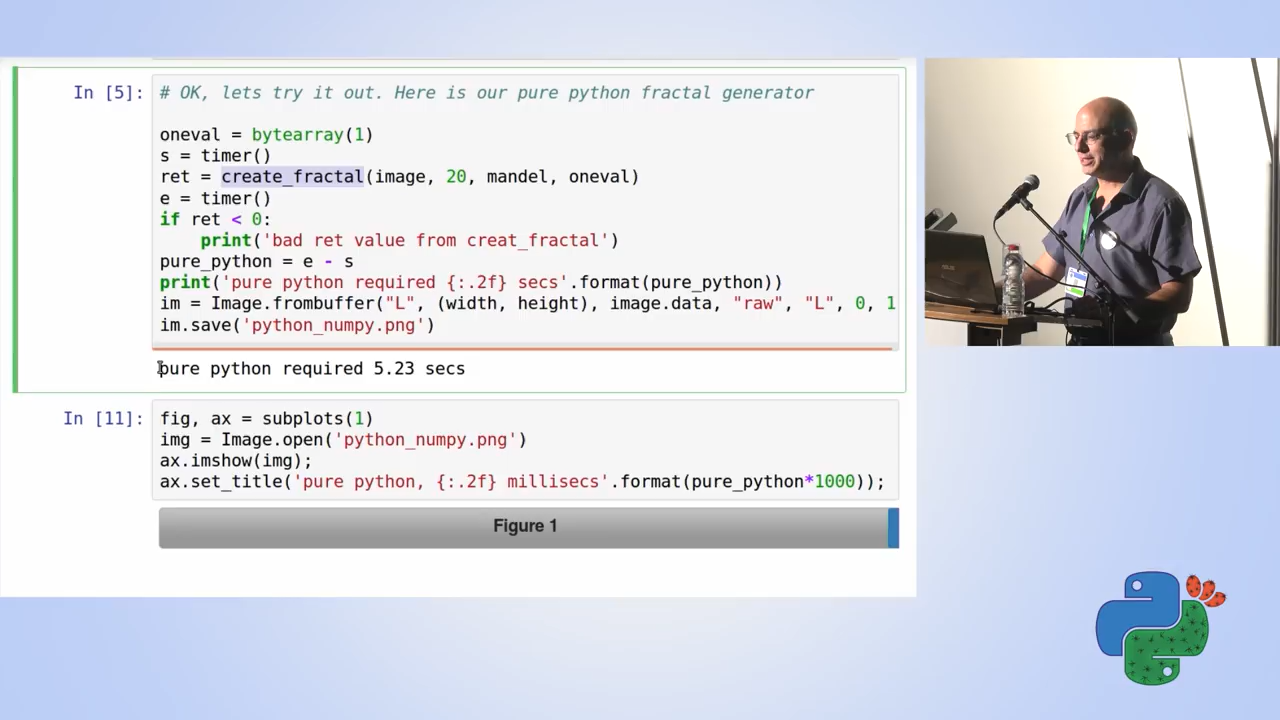 In [5]:
# OK, lets try it out. Here is our pure python fractal generator
oneval = bytearray(1)
s = timer()
ret = create_fractal(image, 20, mandel, oneval)
e = timer()
if ret < 0:
    print('bad ret value from creat_fractal')
pure_python = e - s
print('pure python required {:.2f} secs'.format(pure_python))
im = Image.frombuffer("L", (width, height), image.data, "raw", "L", 0, 1
im.save('python_numpy.png')
pure python required 5.23 secs
In [11]:
fig, ax = subplots(1)
img = Image.open('python_numpy.png')
ax.imshow(img);
ax.set_title('pure python, {:.2f} millisecs'.format(pure_python*1000));
Figure 1